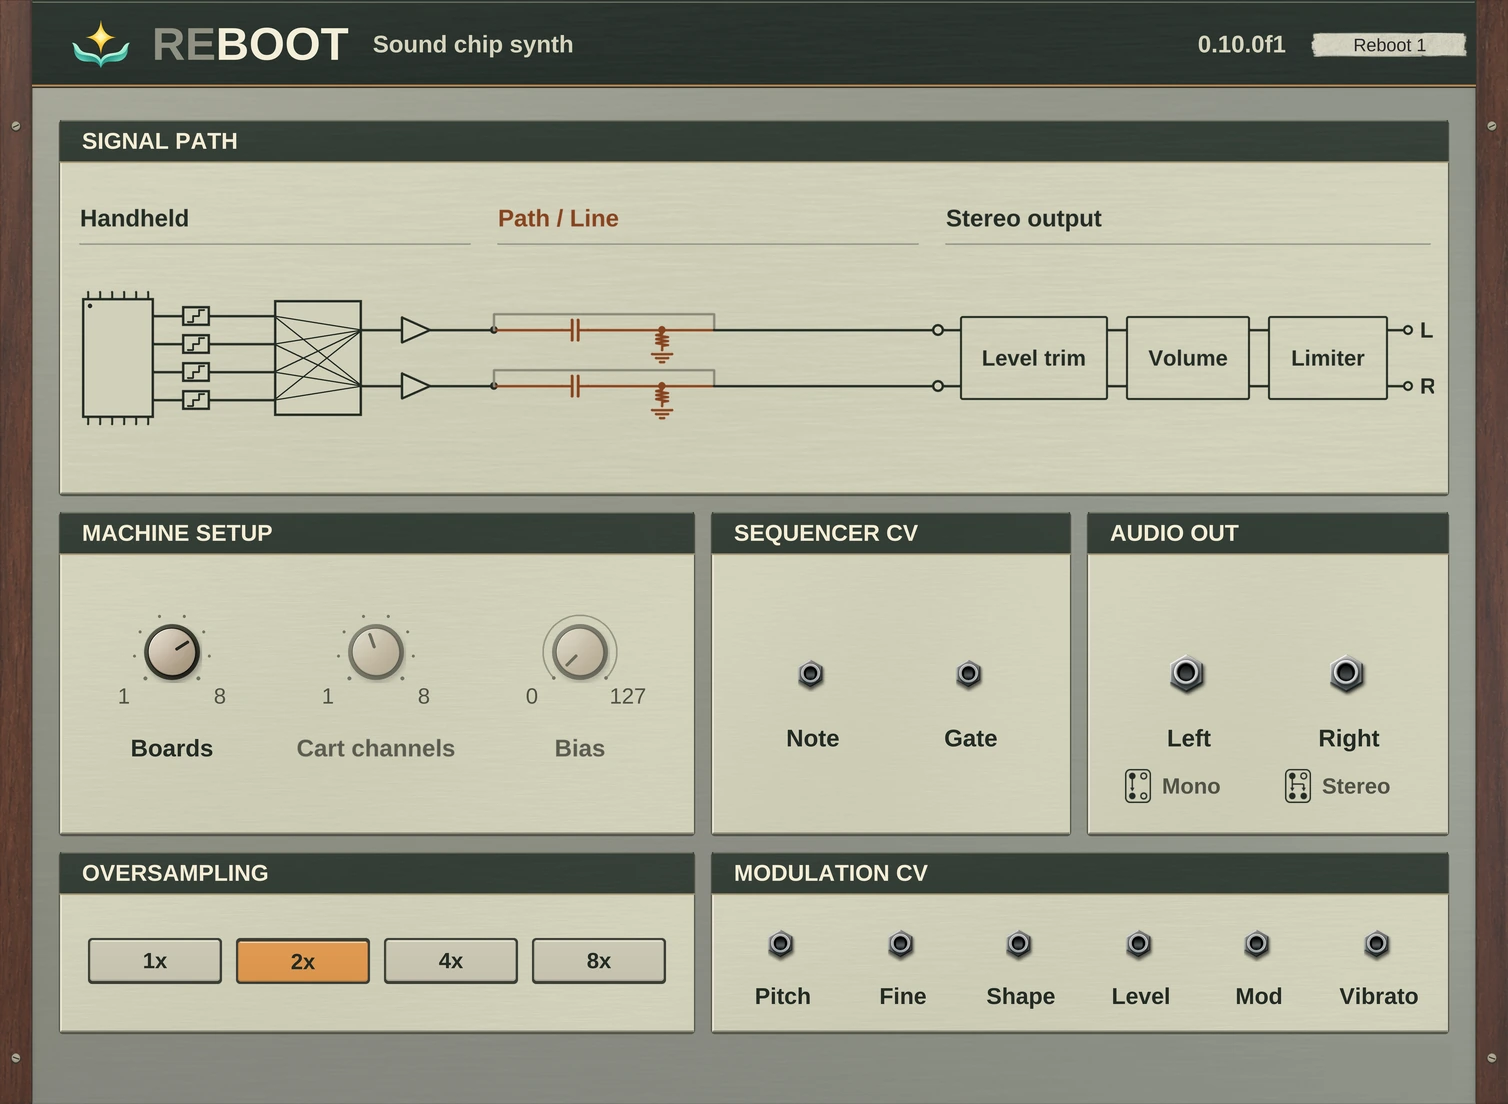 REBOOT Sound chip synth 0.10.0f1 Reboot 1
SIGNAL PATH
Handheld Path / Line Stereo output
Level trim Volume Limiter L R
MACHINE SETUP
1 8 1 8 0 127
Boards Cart channels Bias
SEQUENCER CV
Note Gate
AUDIO OUT
Left Right
Mono Stereo
OVERSAMPLING
1x 2x 4x 8x
MODULATION CV
Pitch Fine Shape Level Mod Vibrato